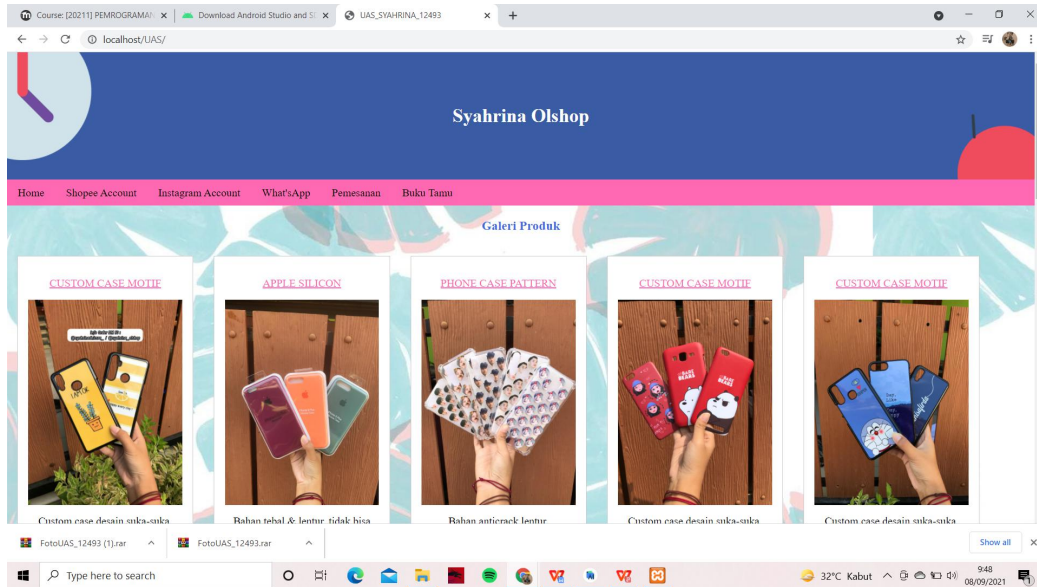 Course: [20211] PEMROGRAMAN
Download Android Studio and S
UAS_SYAHRINA_12493
localhost/UAS/
Syahrina Olshop
Home Shopee Account Instagram Account What'sApp Pemesanan Buku Tamu
Galeri Produk
CUSTOM CASE MOTIF
APPLE SILICON
PHONE CASE PATTERN
CUSTOM CASE MOTIF
CUSTOM CASE MOTIF
Custom case desain suka-suka
Bahan tebal & lentur, tidak bisa
Bahan anticrack lentur
Custom case desain suka-suka
Custom case desain suka-suka
FotoUAS_12493 (1).rar
FotoUAS_12493.rar
Show all
Type here to search
32°C Kabut
9:48
08/09/2021